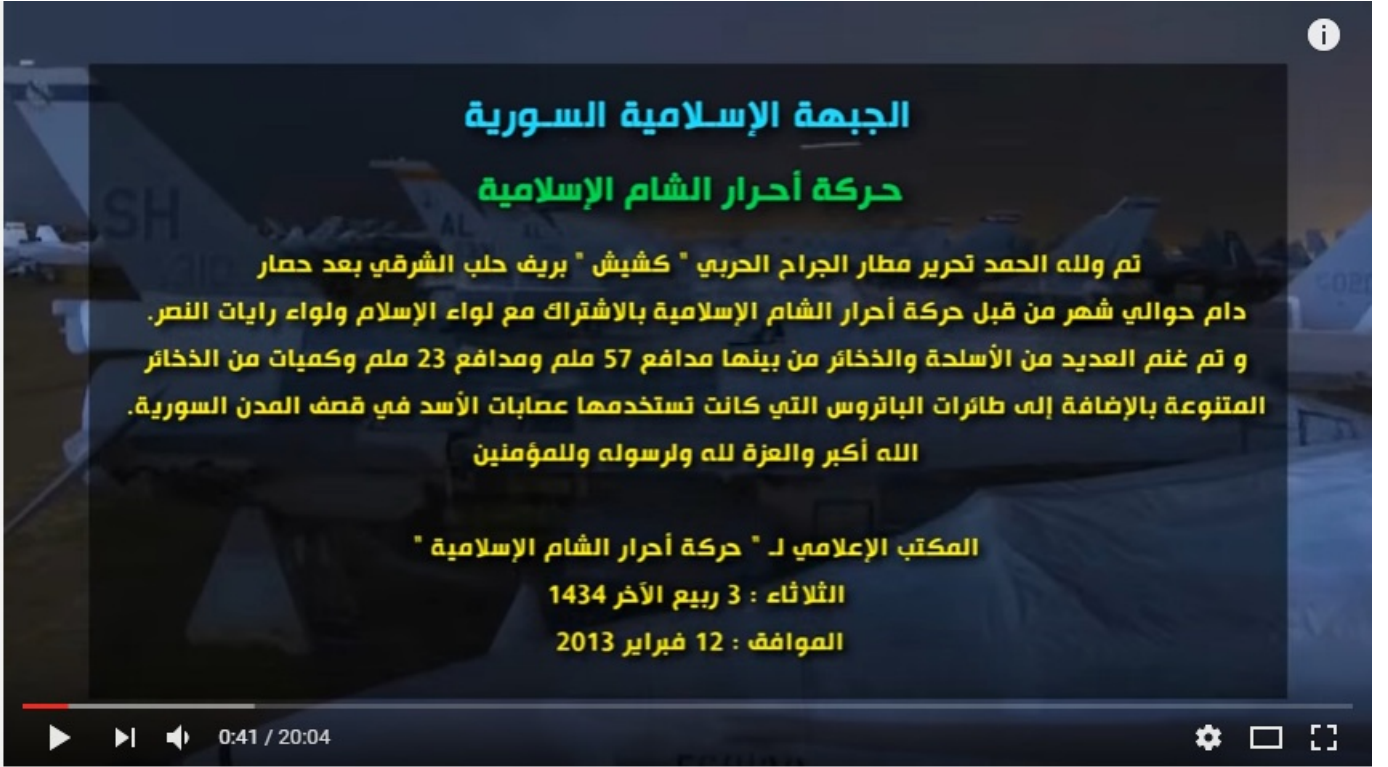 الجبهة الإسلامية السورية
حركة أحرار الشام الإسلامية
تم ولله الحمد تحرير مطار الجراح الحربي " كشيش " بريف حلب الشرقي بعد حصار
دام حوالي شهر من قبل حركة أحرار الشام الإسلامية بالاشتراك مع لواء الإسلام ولواء رايات النصر.
و تم غنم العديد من الأسلحة والذخائر من بينها مدافع 57 ملم ومدافع 23 ملم وكميات من الذخائر
المتنوعة بالإضافة إلى طائرات الباتروس التي كانت تستخدمها عصابات الأسد في قصف المدن السورية.
الله أكبر والعزة لله ولرسوله وللمؤمنين
المكتب الإعلامي لـ " حركة أحرار الشام الإسلامية "
الثلاثاء : 3 ربيع الآخر 1434
الموافق : 12 فبراير 2013
SH
AL
0:41 / 20:04